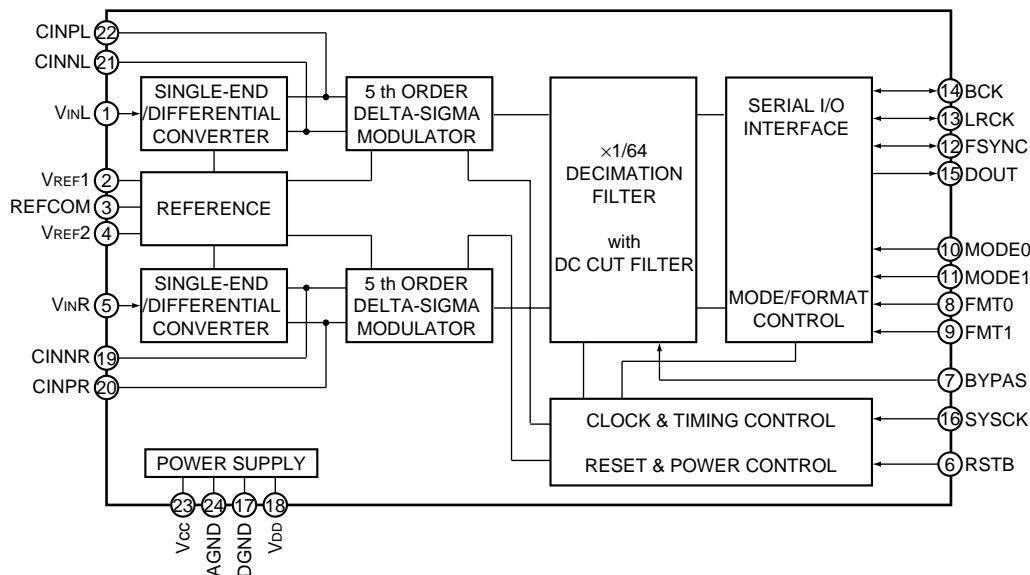 CINPL 22
CINNL 21
VINL 1
SINGLE-END
/DIFFERENTIAL
CONVERTER
5 th ORDER
DELTA-SIGMA
MODULATOR
VREF1 2
REFCOM 3
VREF2 4
REFERENCE
VINR 5
SINGLE-END
/DIFFERENTIAL
CONVERTER
5 th ORDER
DELTA-SIGMA
MODULATOR
CINNR 19
CINPR 20
×1/64
DECIMATION
FILTER
with
DC CUT FILTER
SERIAL I/O
INTERFACE
MODE/FORMAT
CONTROL
14 BCK
13 LRCK
12 FSYNC
15 DOUT
10 MODE0
11 MODE1
8 FMT0
9 FMT1
7 BYPAS
16 SYSCK
6 RSTB
CLOCK & TIMING CONTROL
RESET & POWER CONTROL
POWER SUPPLY
23 24 17 18
Vcc
AGND
DGND
VDD